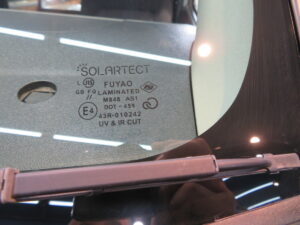 SOLARTECT
FUYAO
LAMINATED
M848 AS1
DOT - 459
E4 43R-010242
UV & IR CUT